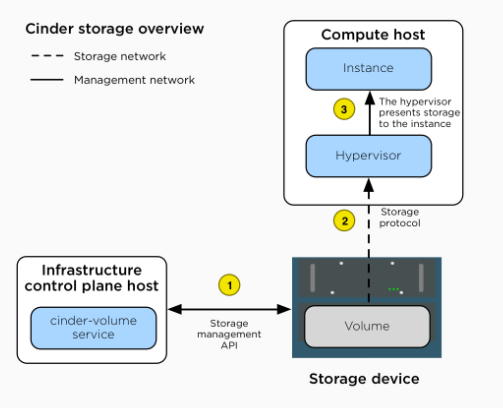 Cinder storage overview
Storage network
Management network
Compute host
Instance
3
The hypervisor
presents storage
to the instance
Hypervisor
2
Storage
protocol
Infrastructure
control plane host
cinder-volume
service
1
Storage
management
API
Volume
Storage device